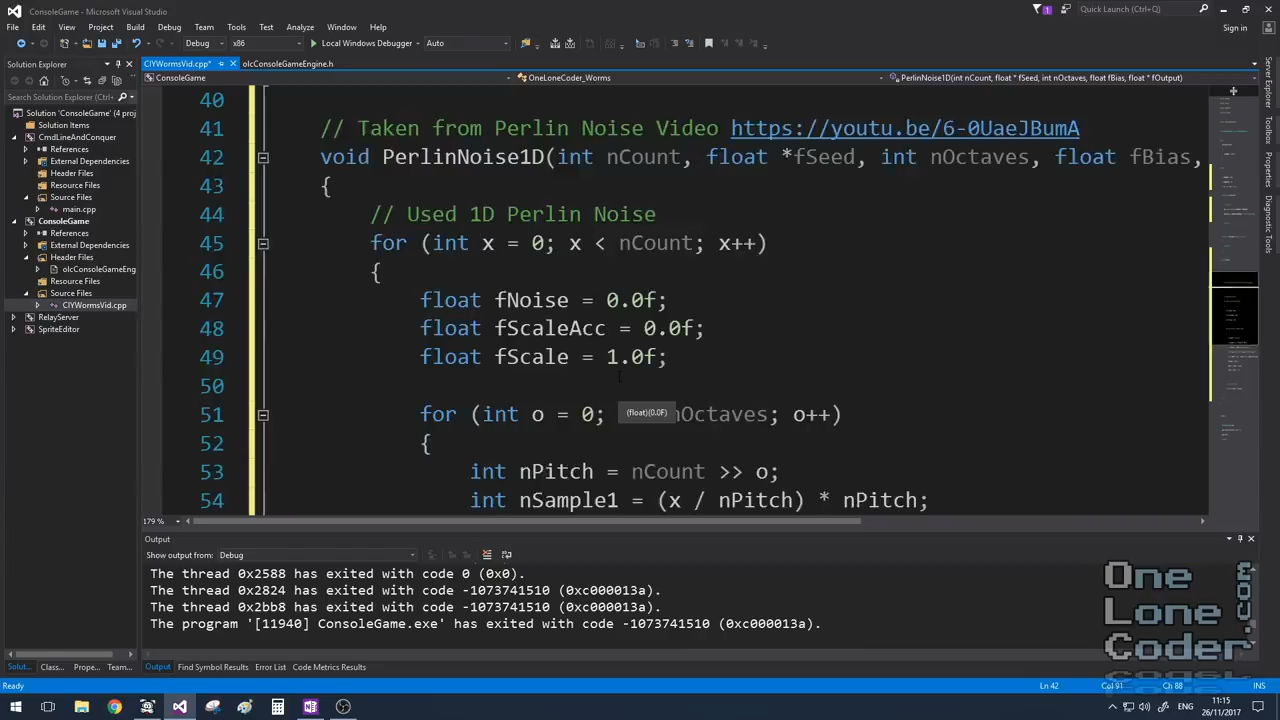 ConsoleGame - Microsoft Visual Studio
1
Quick Launch (Ctrl+Q)
File Edit View Project Build Debug Team Tools Test Analyze Window Help
Sign in
Debug x86 Local Windows Debugger Auto
Solution Explorer
CIYWormsVid.cpp* olcConsoleGameEngine.h
ConsoleGame OneLoneCoder_Worms PerlinNoise1D(int nCount, float * fSeed, int nOctaves, float fBias, float * fOutput)
Search Solution Explorer (Ctrl+
Solution 'ConsoleGame' (4 proj
Solution Items
CmdLineAndConquer
References
External Dependencies
Header Files
Resource Files
Source Files
main.cpp
ConsoleGame
References
External Dependencies
Header Files
olcConsoleGameEng
Resource Files
Source Files
CIYWormsVid.cpp
RelayServer
SpriteEditor
40
41 // Taken from Perlin Noise Video https://youtu.be/6-0UaeJBumA
42 void PerlinNoise1D(int nCount, float *fSeed, int nOctaves, float fBias,
43 {
44 // Used 1D Perlin Noise
45 for (int x = 0; x < nCount; x++)
46 {
47 float fNoise = 0.0f;
48 float fScaleAcc = 0.0f;
49 float fScale = 1.0f;
50
51 for (int o = 0; (float)(0.0F) nOctaves; o++)
52 {
53 int nPitch = nCount >> o;
54 int nSample1 = (x / nPitch) * nPitch;
179 %
Server Explorer
Toolbox
Properties
Diagnostic Tools
Output
Show output from: Debug
The thread 0x2588 has exited with code 0 (0x0).
The thread 0x2824 has exited with code -1073741510 (0xc000013a).
The thread 0x2bb8 has exited with code -1073741510 (0xc000013a).
The program '[11940] ConsoleGame.exe' has exited with code -1073741510 (0xc000013a).
One
Lone
Coder
.com
Solut... Class... Prope... Team...
Output Find Symbol Results Error List Code Metrics Results
Ready Ln 42 Col 91 Ch 88 INS
ENG
11:15
26/11/2017